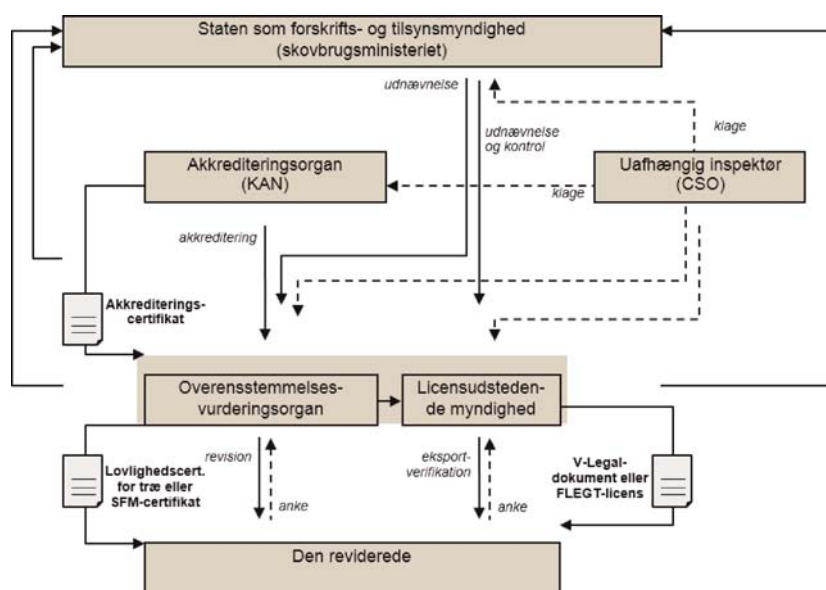 Staten som forskrifts- og tilsynsmyndighed
(skovbrugsministeriet)
udnævnelse
udnævnelse
og kontrol
klage
Akkrediteringsorgan
(KAN)
Uafhængig inspektør
(CSO)
klage
akkreditering
Akkrediterings-
certifikat
Overensstemmelses-
vurderingsorgan
Licensudsteden-
de myndighed
Lovlighedscert.
for træ eller
SFM-certifikat
revision
anke
eksport-
verifikation
anke
V-Legal-
dokument eller
FLEGT-licens
Den reviderede